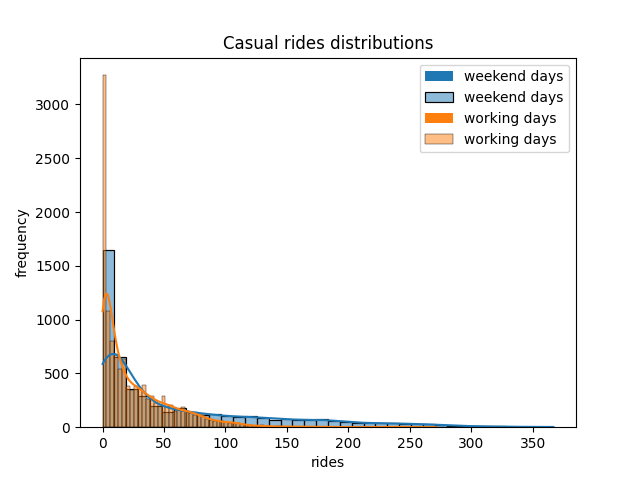 Casual rides distributions
weekend days
weekend days
working days
working days
frequency
3000
2500
2000
1500
1000
500
0
0 50 100 150 200 250 300 350
rides